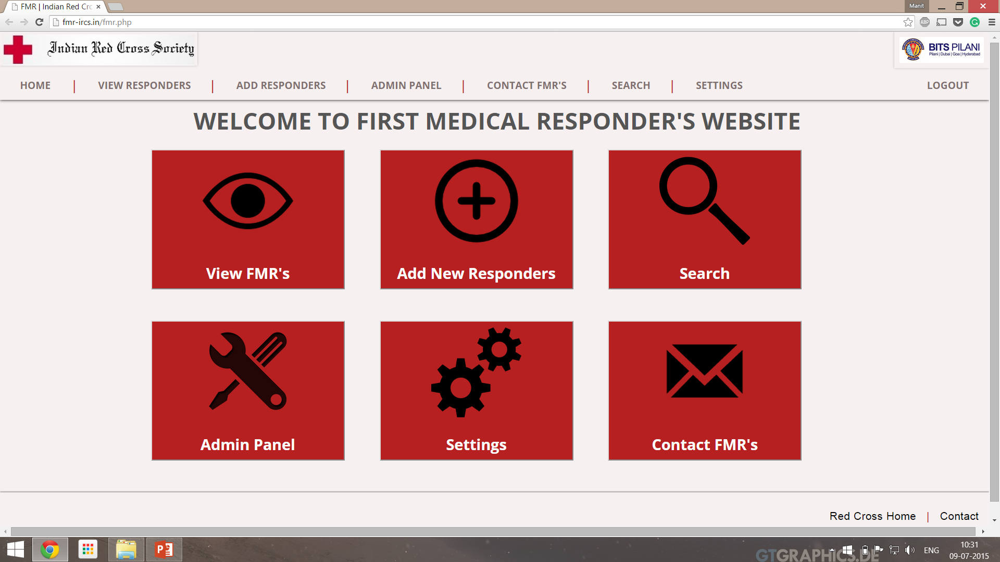 FMR | Indian Red Cro
Manit
fmr-ircs.in/fmr.php
ABP
Indian Red Cross Society
BITS PILANI
Pilani | Dubai | Goa | Hyderabad
HOME | VIEW RESPONDERS | ADD RESPONDERS | ADMIN PANEL | CONTACT FMR'S | SEARCH | SETTINGS LOGOUT
WELCOME TO FIRST MEDICAL RESPONDER'S WEBSITE
View FMR's Add New Responders Search
Admin Panel Settings Contact FMR's
Red Cross Home | Contact
GTGRAPHICS.DE
ENG
10:31
09-07-2015